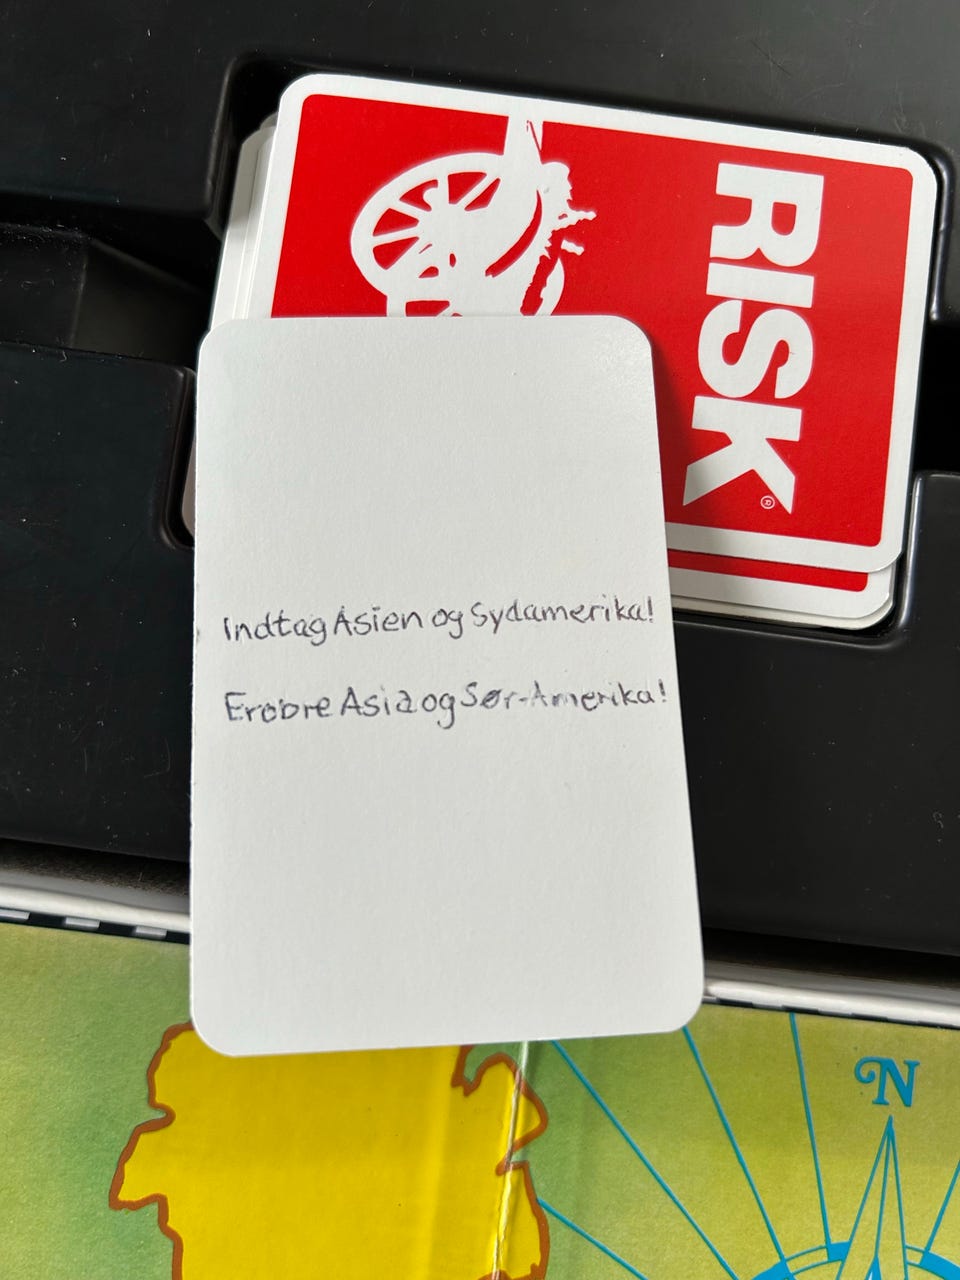 RISK®
Indtag Asien og Sydamerika!
Erobre Asia og Sør-Amerika!
N